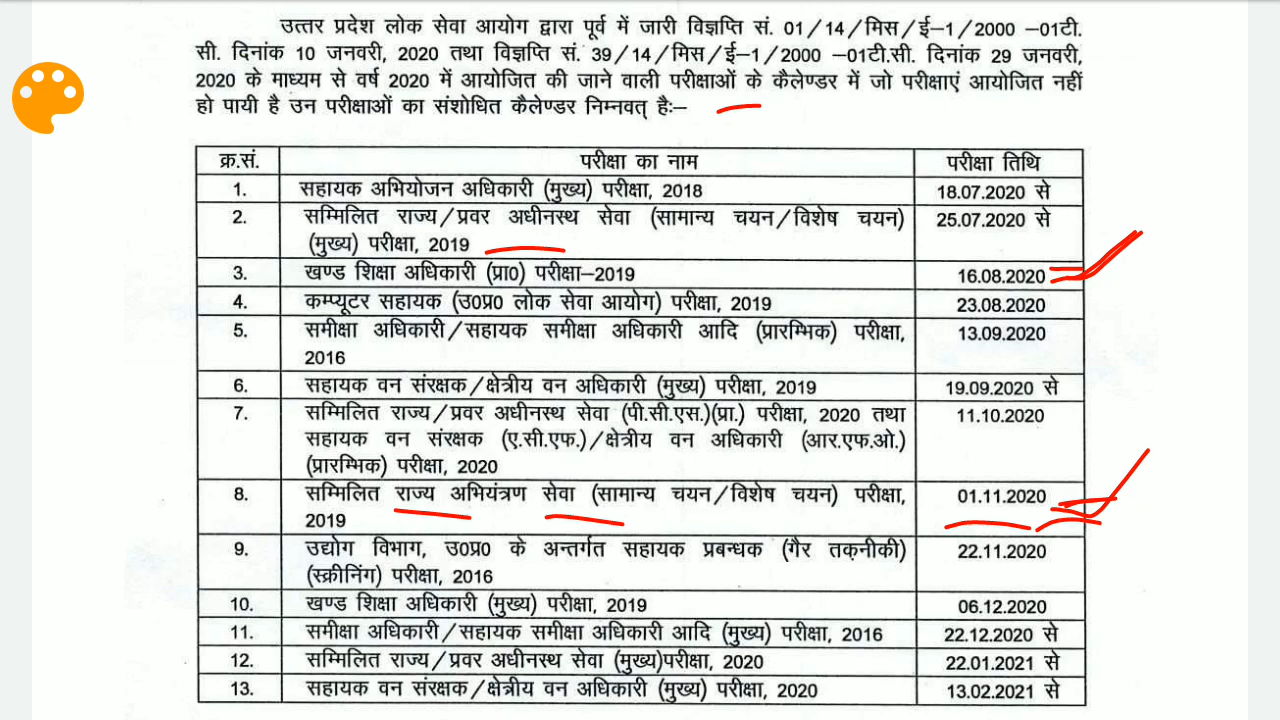 उत्तर प्रदेश लोक सेवा आयोग द्वारा पूर्व में जारी विज्ञप्ति सं. 01/14/मिस/ई–1/2000 –01टी.
सी. दिनांक 10 जनवरी, 2020 तथा विज्ञप्ति सं. 39/14/मिस/ई–1/2000 –01टी.सी. दिनांक 29 जनवरी,
2020 के माध्यम से वर्ष 2020 में आयोजित की जाने वाली परीक्षाओं के कैलेण्डर में जो परीक्षाएं आयोजित नहीं
हो पायी है उन परीक्षाओं का संशोधित कैलेण्डर निम्नवत् हैः–
क्र.सं. परीक्षा का नाम परीक्षा तिथि
1. सहायक अभियोजन अधिकारी (मुख्य) परीक्षा, 2018 18.07.2020 से
2. सम्मिलित राज्य/प्रवर अधीनस्थ सेवा (सामान्य चयन/विशेष चयन) 25.07.2020 से
(मुख्य) परीक्षा, 2019
3. खण्ड शिक्षा अधिकारी (प्रा0) परीक्षा–2019 16.08.2020
4. कम्प्यूटर सहायक (उ0प्र0 लोक सेवा आयोग) परीक्षा, 2019 23.08.2020
5. समीक्षा अधिकारी/सहायक समीक्षा अधिकारी आदि (प्रारम्भिक) परीक्षा, 13.09.2020
2016
6. सहायक वन संरक्षक/क्षेत्रीय वन अधिकारी (मुख्य) परीक्षा, 2019 19.09.2020 से
7. सम्मिलित राज्य/प्रवर अधीनस्थ सेवा (पी.सी.एस.)(प्रा.) परीक्षा, 2020 तथा 11.10.2020
सहायक वन संरक्षक (ए.सी.एफ.)/क्षेत्रीय वन अधिकारी (आर.एफ.ओ.)
(प्रारम्भिक) परीक्षा, 2020
8. सम्मिलित राज्य अभियंत्रण सेवा (सामान्य चयन/विशेष चयन) परीक्षा, 01.11.2020
2019
9. उद्योग विभाग, उ0प्र0 के अन्तर्गत सहायक प्रबन्धक (गैर तकनीकी) 22.11.2020
(स्क्रीनिंग) परीक्षा, 2016
10. खण्ड शिक्षा अधिकारी (मुख्य) परीक्षा, 2019 06.12.2020
11. समीक्षा अधिकारी/सहायक समीक्षा अधिकारी आदि (मुख्य) परीक्षा, 2016 22.12.2020 से
12. सम्मिलित राज्य/प्रवर अधीनस्थ सेवा (मुख्य)परीक्षा, 2020 22.01.2021 से
13. सहायक वन संरक्षक/क्षेत्रीय वन अधिकारी (मुख्य) परीक्षा, 2020 13.02.2021 से